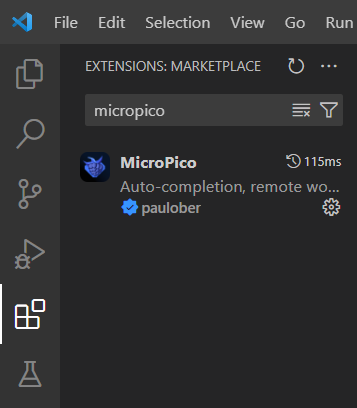 File Edit Selection View Go Run
EXTENSIONS: MARKETPLACE
micropico
MicroPico 115ms
Auto-completion, remote wo...
paulober